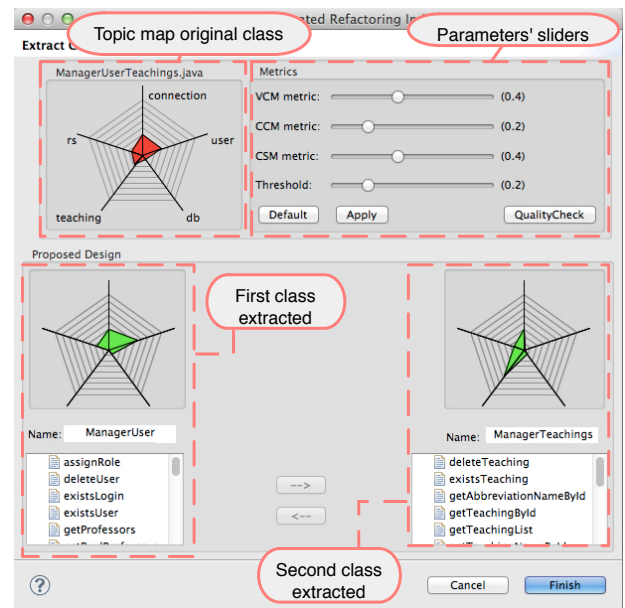 ated Refactoring In
Topic map original class
Parameters' sliders
Extract C
ManagerUserTeachings.java
Metrics
connection
rs
user
teaching
db
VCM metric:
(0.4)
CCM metric:
(0.2)
CSM metric:
(0.4)
Threshold:
(0.2)
Default
Apply
QualityCheck
Proposed Design
First class
extracted
Name:
ManagerUser
Name:
ManagerTeachings
assignRole
deleteUser
existsLogin
existsUser
getProfessors
-->
<--
deleteTeaching
existsTeaching
getAbbreviationNameById
getTeachingById
getTeachingList
Second class
extracted
?
Cancel
Finish